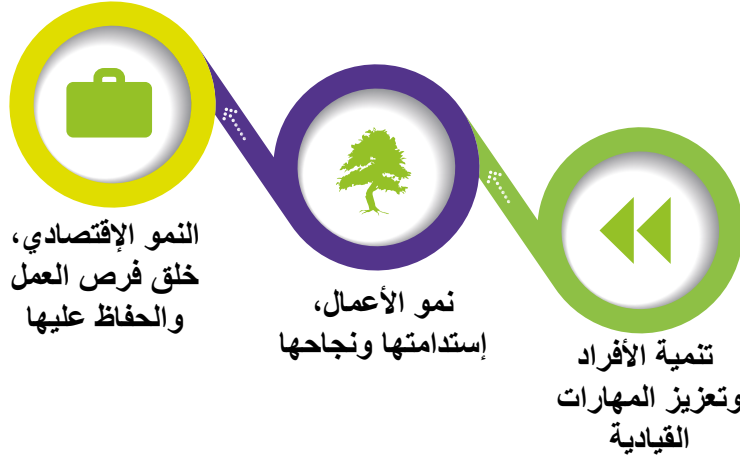 تنمية الأفراد
وتعزيز المهارات
القيادية
نمو الأعمال،
إستدامتها ونجاحها
النمو الإقتصادي،
خلق فرص العمل
والحفاظ عليها